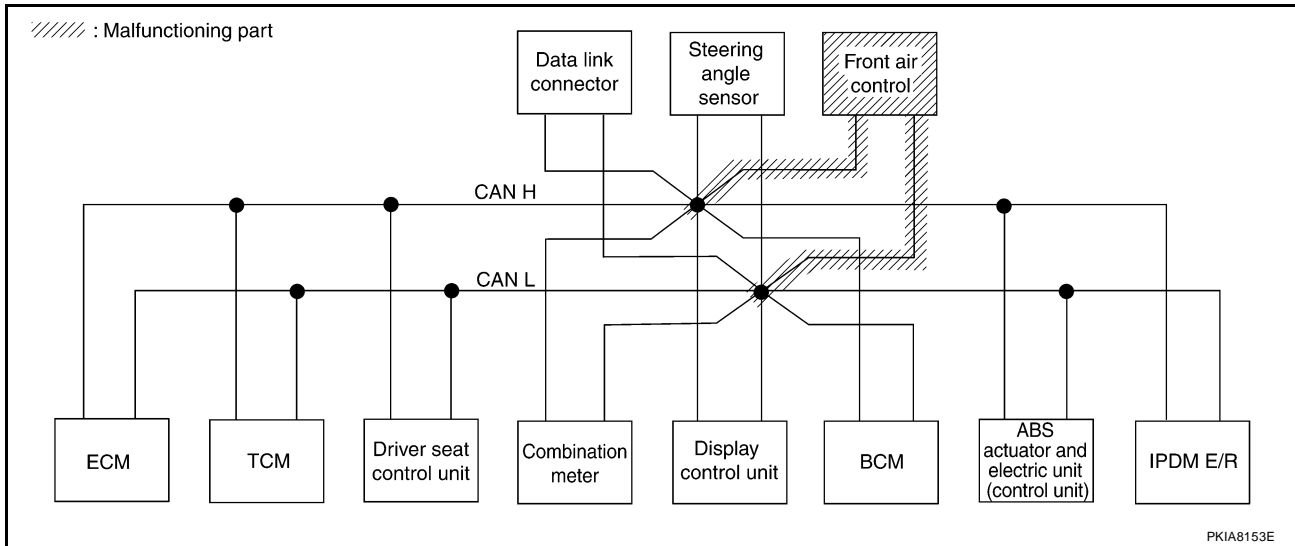 : Malfunctioning part
Data link
connector
Steering
angle
sensor
Front air
control
CAN H
CAN L
ECM
TCM
Driver seat
control unit
Combination
meter
Display
control unit
BCM
ABS
actuator and
electric unit
(control unit)
IPDM E/R
PKIA8153E